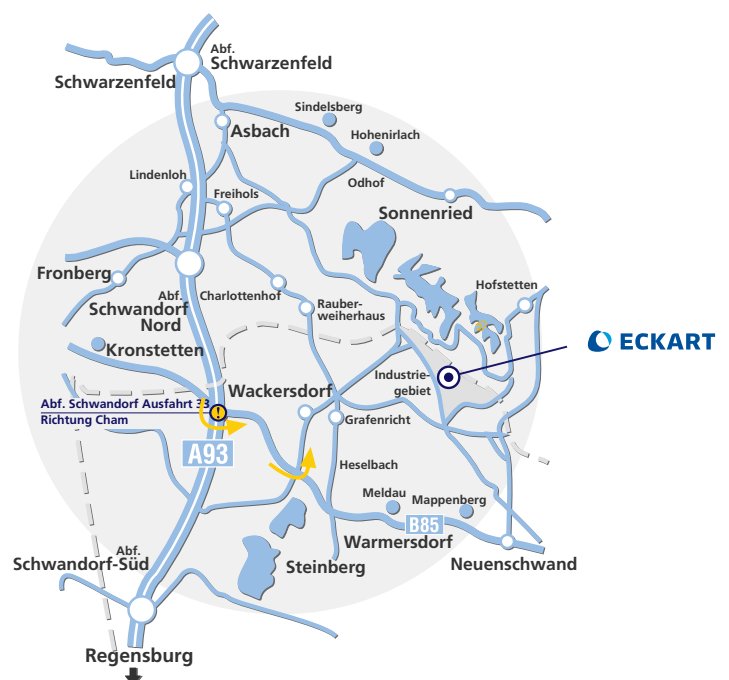 Abf.
Schwarzenfeld
Schwarzenfeld
Sindelsberg
Asbach
Hohenirlach
Lindenloh
Odhof
Freihols
Sonnenried
Fronberg
Hofstetten
Abf.
Schwandorf
Nord
Charlottenhof
Rauber-
weiherhaus
ECKART
Kronstetten
Industrie-
gebiet
Wackersdorf
Abf. Schwandorf Ausfahrt 33
Richtung Cham
!
Grafenricht
A93
Heselbach
Meldau
Mappenberg
B85
Warmersdorf
Abf.
Schwandorf-Süd
Steinberg
Neuenschwand
Regensburg